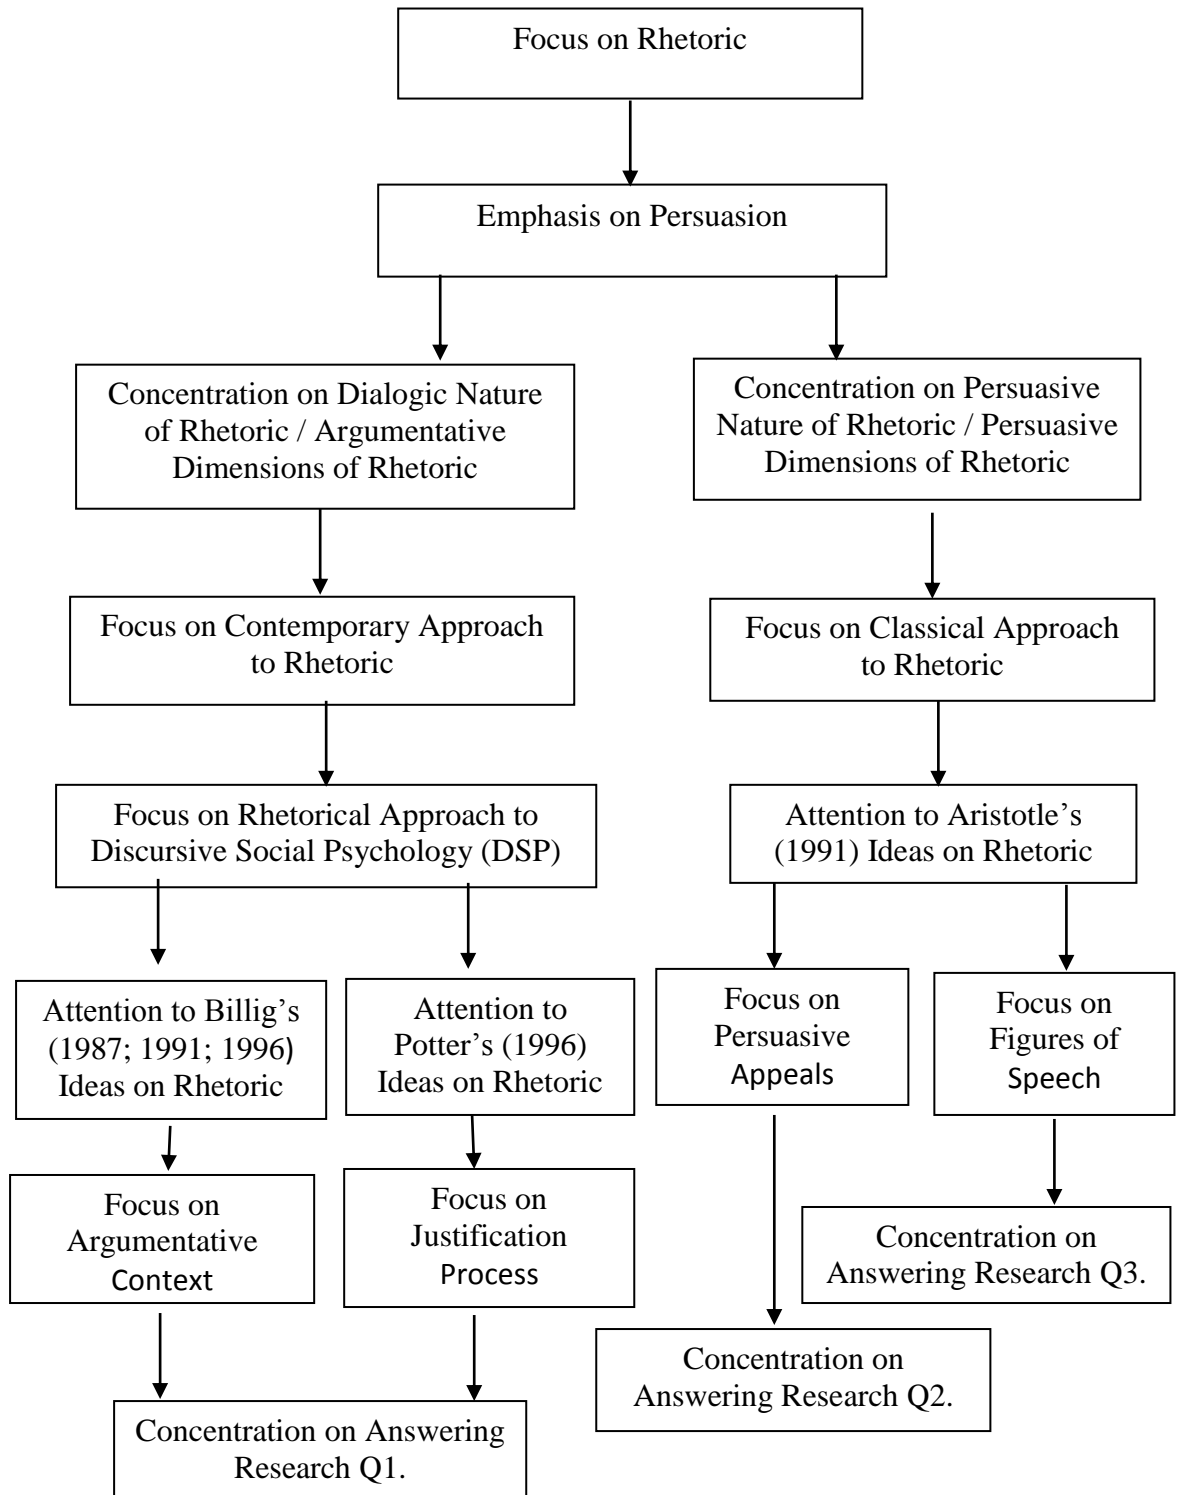 Focus on Rhetoric
Emphasis on Persuasion
Concentration on Dialogic Nature
of Rhetoric / Argumentative
Dimensions of Rhetoric
Concentration on Persuasive
Nature of Rhetoric / Persuasive
Dimensions of Rhetoric
Focus on Contemporary Approach
to Rhetoric
Focus on Classical Approach
to Rhetoric
Focus on Rhetorical Approach to
Discursive Social Psychology (DSP)
Attention to Aristotle’s
(1991) Ideas on Rhetoric
Attention to Billig’s
(1987; 1991; 1996)
Ideas on Rhetoric
Attention to
Potter’s (1996)
Ideas on Rhetoric
Focus on
Persuasive
Appeals
Focus on
Figures of
Speech
Focus on
Argumentative
Context
Focus on
Justification
Process
Concentration on
Answering Research Q3.
Concentration on
Answering Research Q2.
Concentration on Answering
Research Q1.